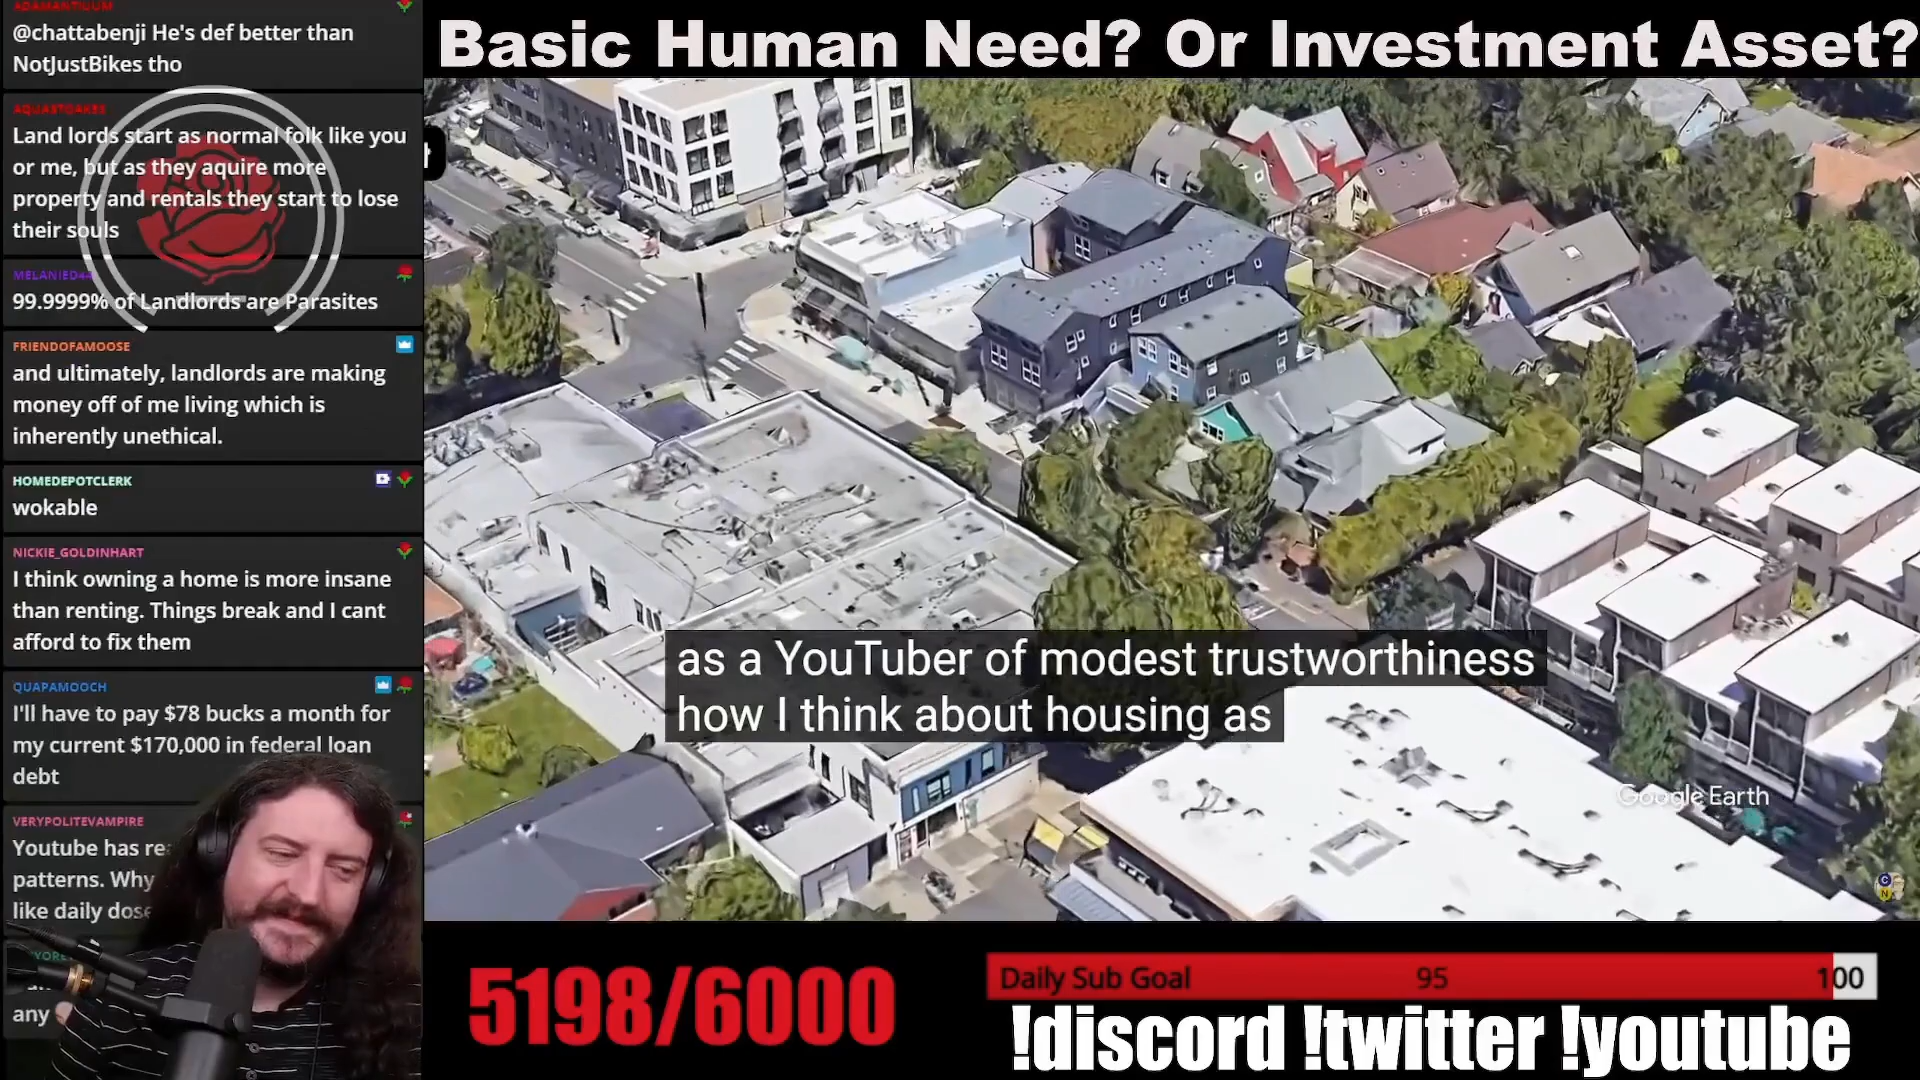 ADAMANTIUUM
@chattabenji He's def better than
NotJustBikes tho
Land lords start as normal folk like you
or me, but as they aquire more
property and rentals they start to lose
their souls
MELANIED44
99.9999% of Landlords are Parasites
FRIENDOFAMOOSE
and ultimately, landlords are making
money off of me living which is
inherently unethical.
HOMEDEPOTCLERK
wokable
NICKIE_GOLDINHART
I think owning a home is more insane
than renting. Things break and I cant
afford to fix them
QUAPAMOOCH
I'll have to pay $78 bucks a month for
my current $170,000 in federal loan
debt
VERYPOLITEVAMPIRE
Youtube has
patterns. Why
like daily dose
any
Basic Human Need? Or Investment Asset?
as a YouTuber of modest trustworthiness
how I think about housing as
Google Earth
5198/6000
Daily Sub Goal 95 100
!discord !twitter !youtube